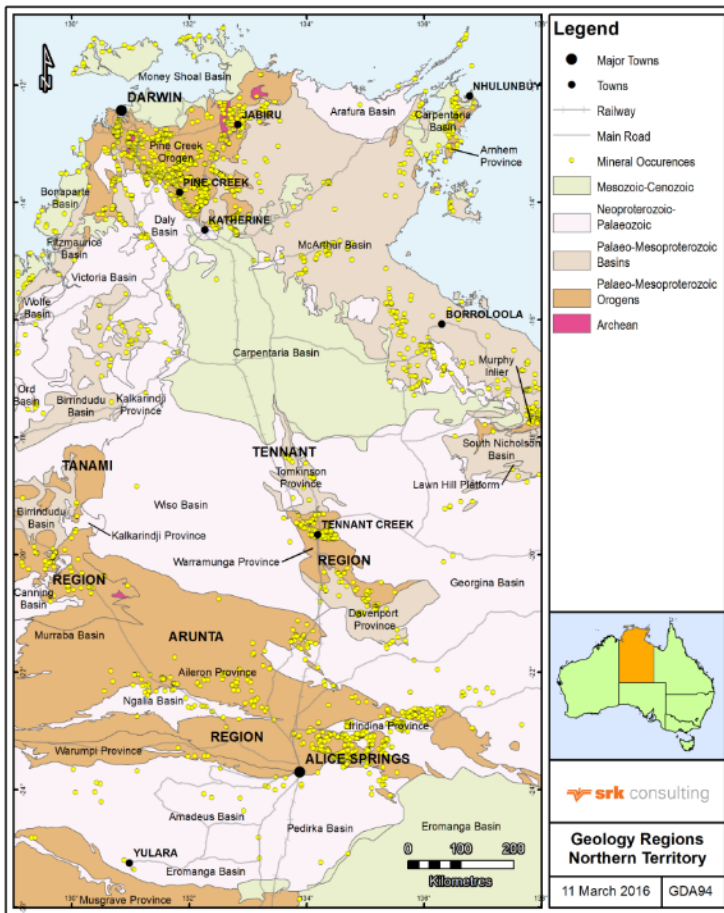 130°
132°
134°
136°
138°
Money Shoal Basin
DARWIN
JABIRU
Arafura Basin
NHULUNBUY
Carpentaria
Basin
Arnhem
Province
Pine Creek
Orogen
PINE CREEK
Bonaparte
Basin
Daly
Basin
KATHERINE
Fitzmaurice
Basin
McArthur Basin
Victoria Basin
Wolfe
Basin
BORROLOOLA
Carpentaria Basin
Murphy
Inlier
Ord
Basin
Kalkarindji
Province
Birrindudu
Basin
South Nicholson
Basin
TENNANT
TANAMI
Tomkinson
Province
Lawn Hill Platform
Wiso Basin
Birrindudu
Basin
Kalkarindji Province
TENNANT CREEK
Warramunga Province
REGION
REGION
Georgina Basin
Canning
Basin
Davenport
Province
Murraba Basin
ARUNTA
Aileron Province
Ngalia Basin
Irindina Province
REGION
Warumpi Province
ALICE SPRINGS
Amadeus Basin
Pedirka Basin
Eromanga Basin
YULARA
Eromanga Basin
Musgrave Province
0 100 200
Kilometres
Legend
Major Towns
Towns
Railway
Main Road
Mineral Occurences
Mesozoic-Cenozoic
Neoproterozoic-
Palaeozoic
Palaeo-Mesoproterozoic
Basins
Palaeo-Mesoproterozoic
Orogens
Archean
srk consulting
Geology Regions
Northern Territory
11 March 2016
GDA94